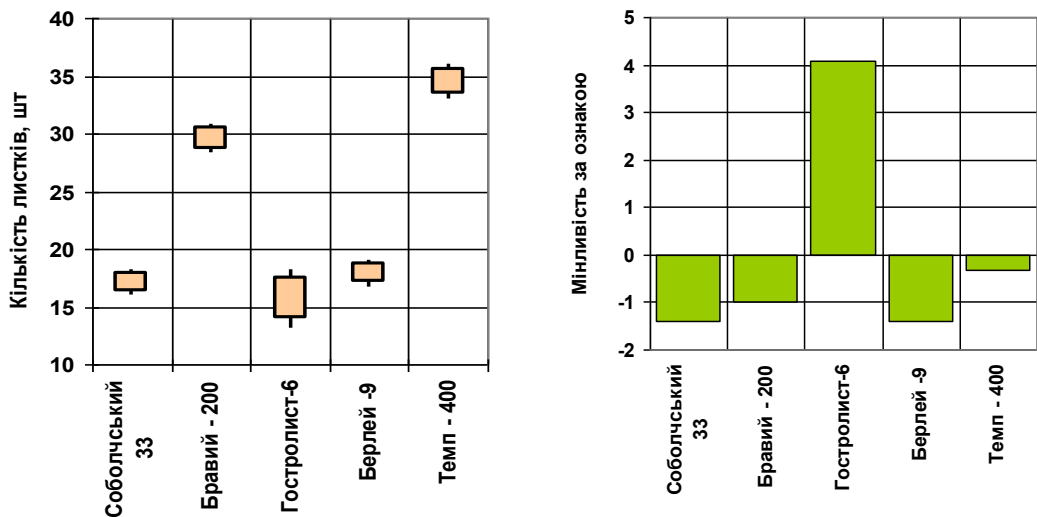 Кількість листків, шт
40
35
30
25
20
15
10
Соболчський
33
Бравий - 200
Гостролист-6
Берлей -9
Темп - 400
Мінливість за ознакою
5
4
3
2
1
0
-1
-2
Соболчський
33
Бравий - 200
Гостролист-6
Берлей -9
Темп - 400